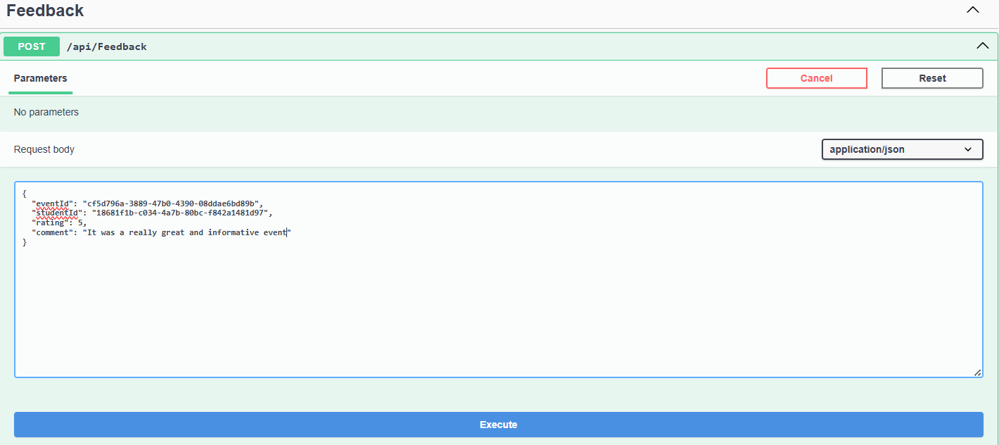 Feedback
POST /api/Feedback
Parameters
Cancel
Reset
No parameters
Request body
application/json
{
"eventId": "cf5d796a-3889-47b0-4390-08ddae6bd89b",
"studentId": "18681f1b-c034-4a7b-80bc-f842a1481d97",
"rating": 5,
"comment": "It was a really great and informative event"
}
Execute